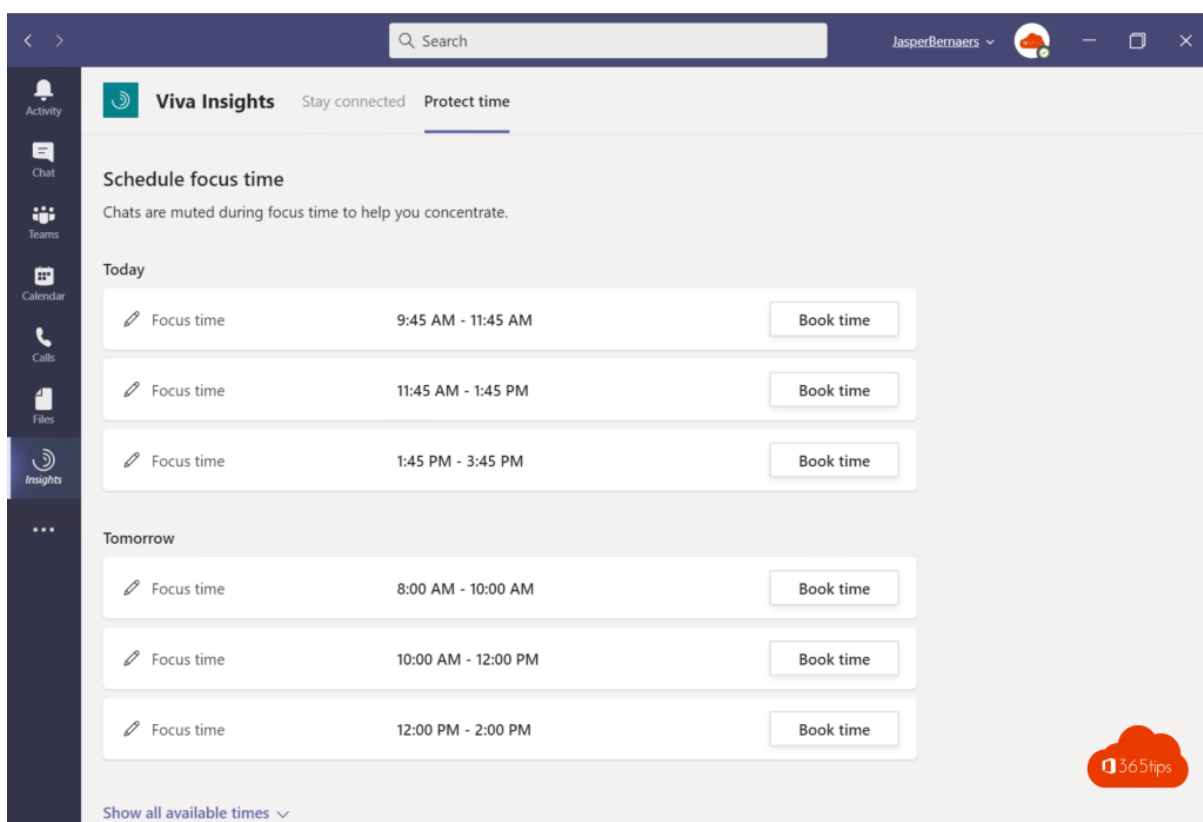 Search
JasperBernaers
Activity
Chat
Teams
Calendar
Calls
Files
Insights
Viva Insights Stay connected Protect time
Schedule focus time
Chats are muted during focus time to help you concentrate.
Today
Focus time 9:45 AM - 11:45 AM Book time
Focus time 11:45 AM - 1:45 PM Book time
Focus time 1:45 PM - 3:45 PM Book time
Tomorrow
Focus time 8:00 AM - 10:00 AM Book time
Focus time 10:00 AM - 12:00 PM Book time
Focus time 12:00 PM - 2:00 PM Book time
Show all available times
365tips